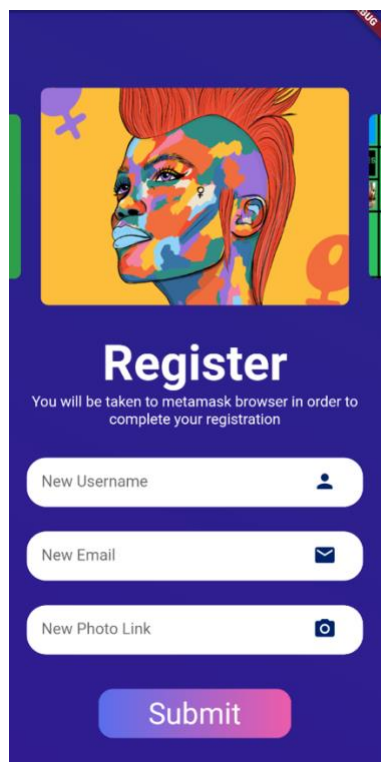 Register
You will be taken to metamask browser in order to
complete your registration
New Username
New Email
New Photo Link
Submit